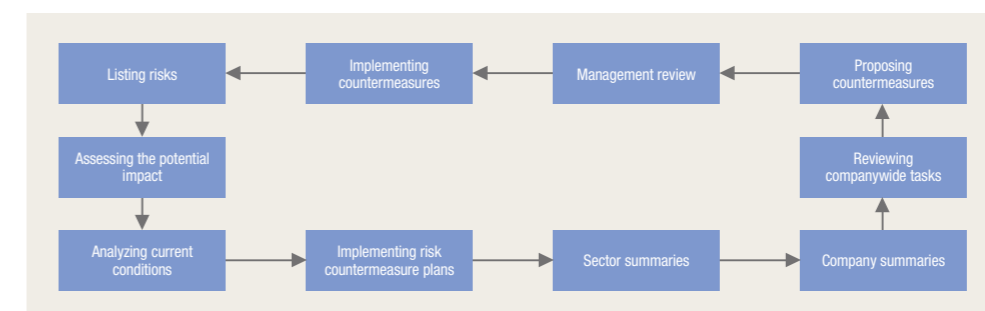 Listing risks
Implementing
countermeasures
Management review
Proposing
countermeasures
Assessing the potential
impact
Reviewing
companywide tasks
Analyzing current
conditions
Implementing risk
countermeasure plans
Sector summaries
Company summaries